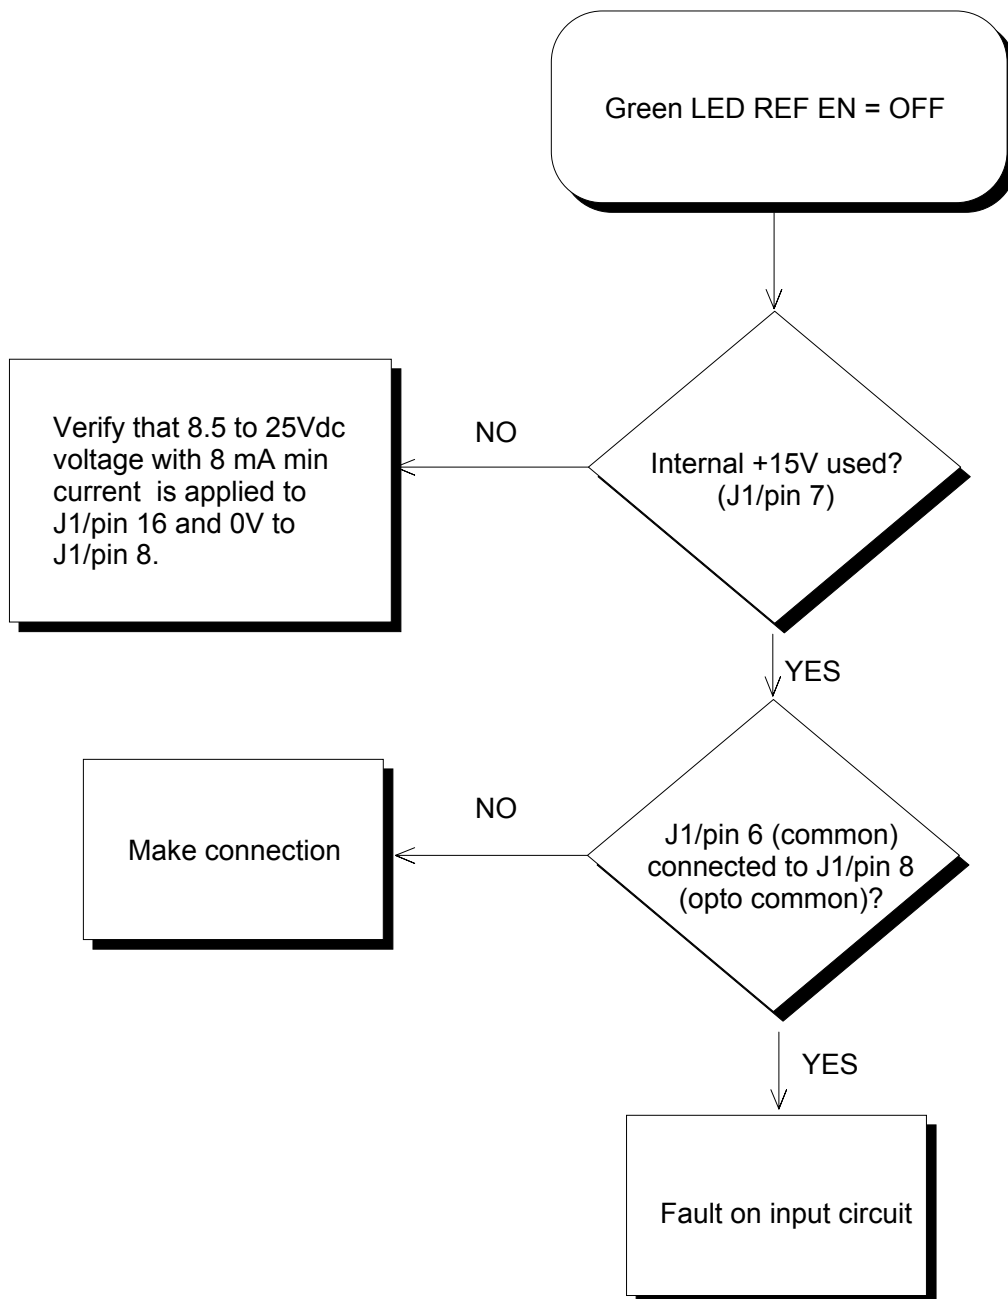 Green LED REF EN = OFF
Internal +15V used?
(J1/pin 7)
NO
Verify that 8.5 to 25Vdc
voltage with 8 mA min
current is applied to
J1/pin 16 and 0V to
J1/pin 8.
YES
J1/pin 6 (common)
connected to J1/pin 8
(opto common)?
NO
Make connection
YES
Fault on input circuit